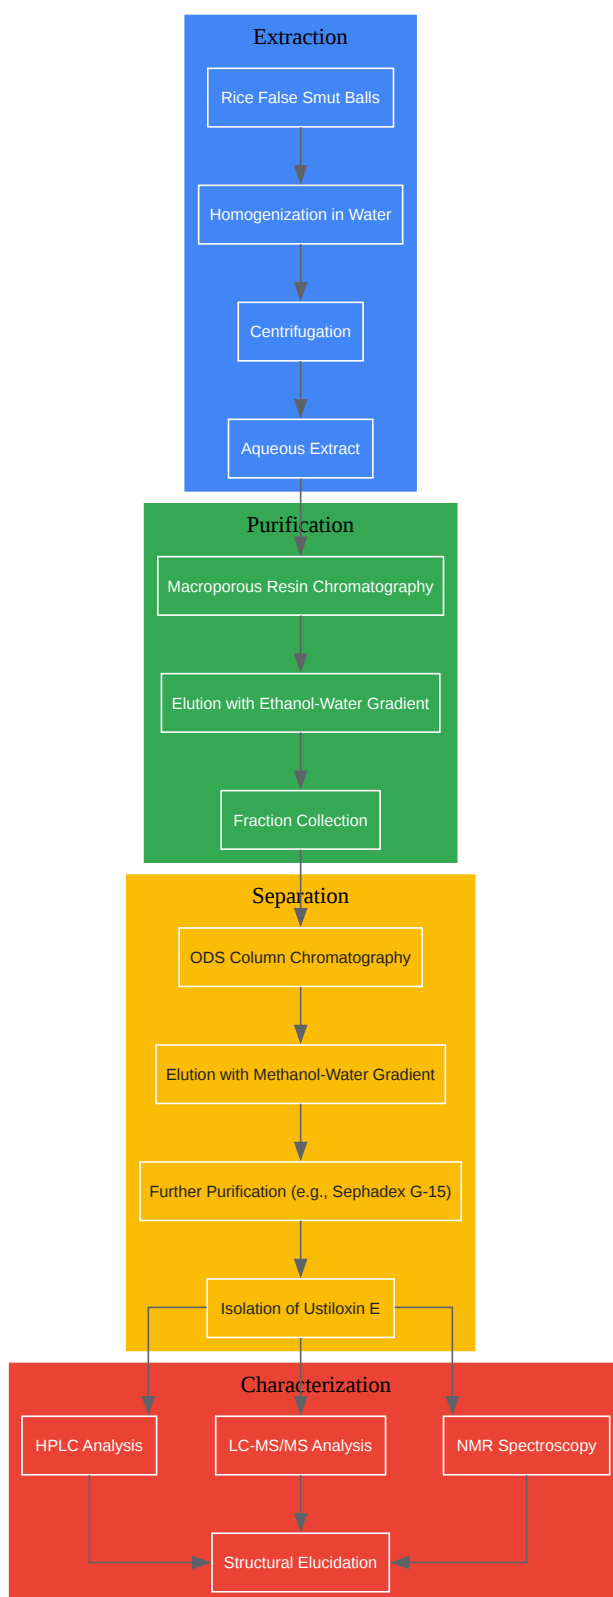 Extraction
Rice False Smut Balls
Homogenization in Water
Centrifugation
Aqueous Extract
Purification
Macroporous Resin Chromatography
Elution with Ethanol-Water Gradient
Fraction Collection
Separation
ODS Column Chromatography
Elution with Methanol-Water Gradient
Further Purification (e.g., Sephadex G-15)
Isolation of Ustiloxin E
Characterization
HPLC Analysis
LC-MS/MS Analysis
NMR Spectroscopy
Structural Elucidation